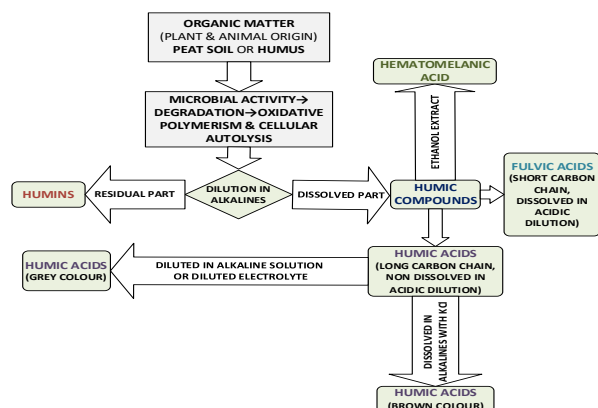 ORGANIC MATTER
(PLANT & ANIMAL ORIGIN)
PEAT SOIL OR HUMUS
HEMATOMELANIC
ACID
MICROBIAL ACTIVITY→
DEGRADATION→OXIDATIVE
POLYMERISM & CELLULAR
AUTOLYSIS
ETHANOL EXTRACT
HUMINS
RESIDUAL PART
DILUTION IN
ALKALINES
DISSOLVED PART
HUMIC
COMPOUNDS
FULVIC ACIDS
(SHORT CARBON
CHAIN,
DISSOLVED IN
ACIDIC
DILUTION)
HUMIC ACIDS
(GREY COLOUR)
DILUTED IN ALKALINE SOLUTION
OR DILUTED ELECTROLYTE
HUMIC ACIDS
(LONG CARBON CHAIN,
NON DISSOLVED IN
ACIDIC DILUTION)
DISSOLVED IN
ALKALINES WITH KCl
HUMIC ACIDS
(BROWN COLOUR)